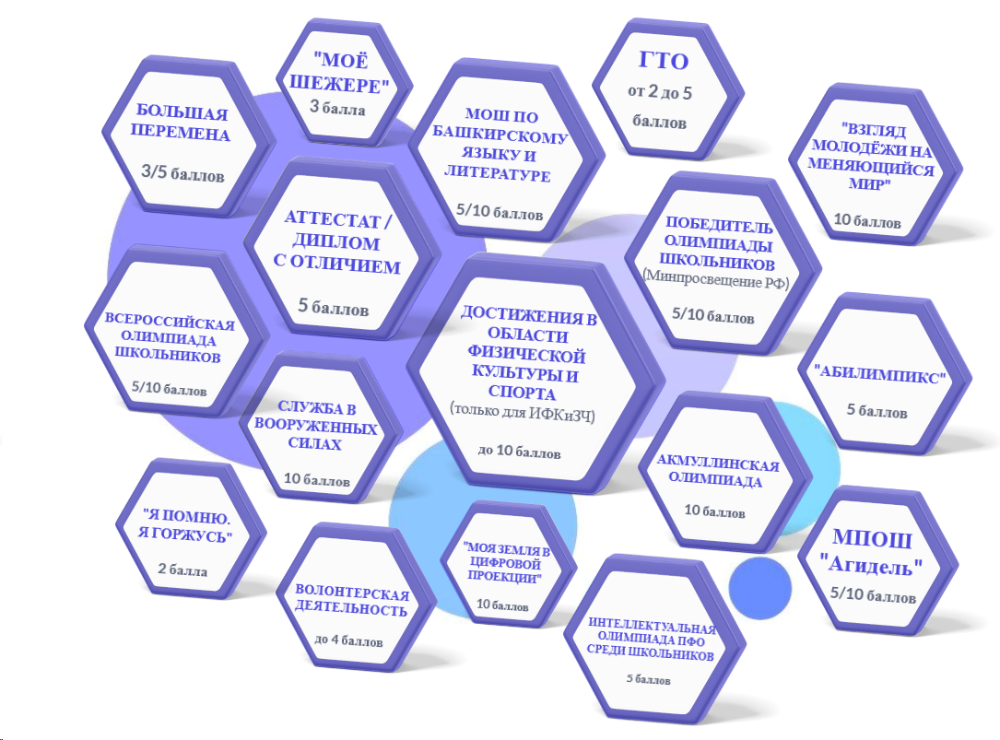 "МОЁ
ШЕЖЕРЕ"
3 балла
ГТО
от 2 до 5
баллов
БОЛЬШАЯ
ПЕРЕМЕНА
3/5 баллов
МОШ ПО
БАШКИРСКОМУ
ЯЗЫКУ И
ЛИТЕРАТУРЕ
5/10 баллов
"ВЗГЛЯД
МОЛОДЁЖИ НА
МЕНЯЮЩИЙСЯ
МИР"
10 баллов
АТТЕСТАТ /
ДИПЛОМ
С ОТЛИЧИЕМ
5 баллов
ПОБЕДИТЕЛЬ
ОЛИМПИАДЫ
ШКОЛЬНИКОВ
(Минпросвещение РФ)
5/10 баллов
ВСЕРОССИЙСКАЯ
ОЛИМПИАДА
ШКОЛЬНИКОВ
5/10 баллов
ДОСТИЖЕНИЯ В
ОБЛАСТИ
ФИЗИЧЕСКОЙ
КУЛЬТУРЫ И
СПОРТА
(только для ИФКиЗЧ)
до 10 баллов
"АБИЛИМПИКС"
5 баллов
СЛУЖБА В
ВООРУЖЕННЫХ
СИЛАХ
10 баллов
АКМУЛЛИНСКАЯ
ОЛИМПИАДА
10 баллов
"Я ПОМНЮ.
Я ГОРЖУСЬ"
2 балла
"МОЯ ЗЕМЛЯ В
ЦИФРОВОЙ
ПРОЕКЦИИ"
10 баллов
МПОШ
"Агидель"
5/10 баллов
ВОЛОНТЕРСКАЯ
ДЕЯТЕЛЬНОСТЬ
до 4 баллов
ИНТЕЛЛЕКТУАЛЬНАЯ
ОЛИМПИАДА ПФО
СРЕДИ ШКОЛЬНИКОВ
5 баллов